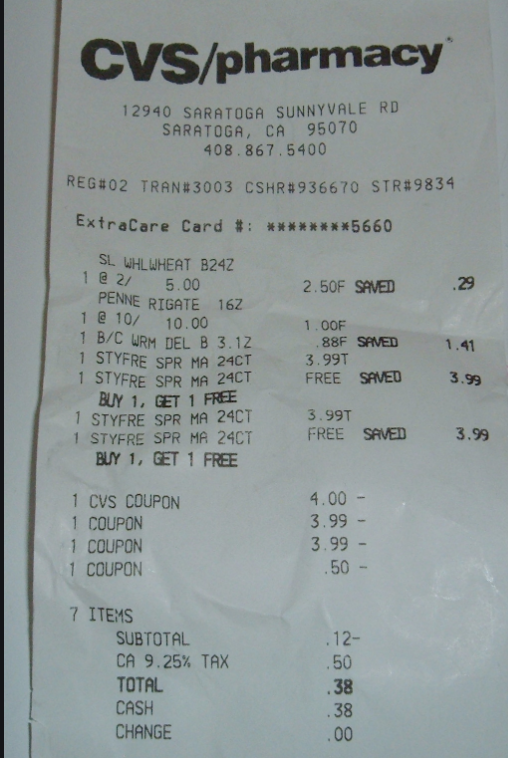 CVS/pharmacy
12940 SARATOGA SUNNYVALE RD
SARATOGA, CA 95070
408.867.5400
REG#02 TRAN#3003 CSHR#936670 STR#9834
ExtraCare Card #: ********5660
SL WHLWHEAT B24Z
1 @ 2/ 5.00 2.50F SAVED .29
PENNE RIGATE 16Z
1 @ 10/ 10.00 1.00F
1 B/C WRM DEL B 3.1Z .88F SAVED 1.41
1 STYFRE SPR MA 24CT 3.99T
1 STYFRE SPR MA 24CT FREE SAVED 3.99
BUY 1, GET 1 FREE
1 STYFRE SPR MA 24CT 3.99T
1 STYFRE SPR MA 24CT FREE SAVED 3.99
BUY 1, GET 1 FREE
1 CVS COUPON 4.00 -
1 COUPON 3.99 -
1 COUPON 3.99 -
1 COUPON .50 -
7 ITEMS
SUBTOTAL .12-
CA 9.25% TAX .50
TOTAL .38
CASH .38
CHANGE .00